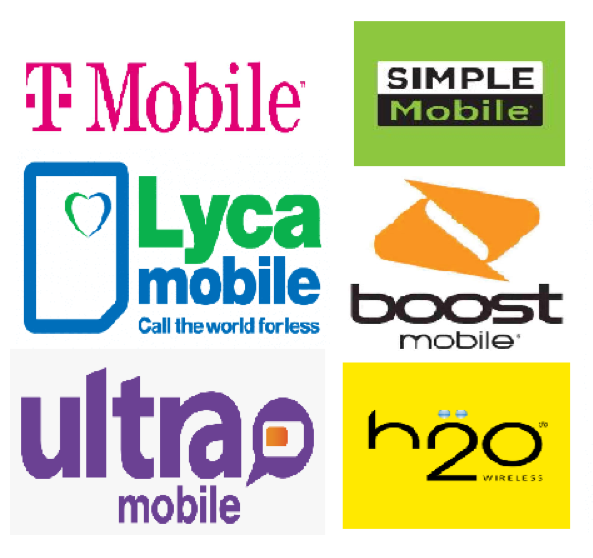 T Mobile
SIMPLE
Mobile
Lyca
mobile
Call the world for less
boost
mobile
ultra
mobile
h2o
WIRELESS